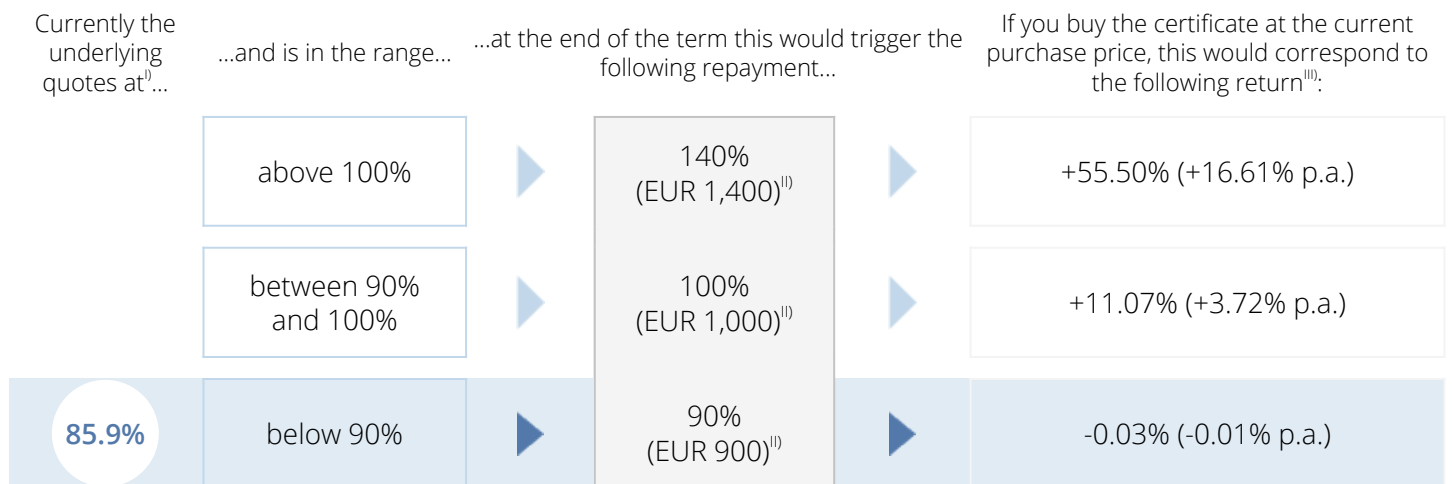 Currently the
underlying
quotes at I)...
...and is in the range...
...at the end of the term this would trigger the
following repayment...
If you buy the certificate at the current
purchase price, this would correspond to
the following return III):
above 100%
140%
(EUR 1,400) II)
+55.50% (+16.61% p.a.)
between 90%
and 100%
100%
(EUR 1,000) II)
+11.07% (+3.72% p.a.)
85.9%
below 90%
90%
(EUR 900) II)
-0.03% (-0.01% p.a.)